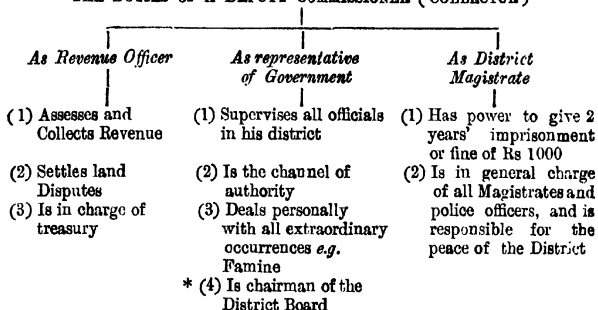 As Revenue Officer
(1) Assesses and
Collects Revenue
(2) Settles land
Disputes
(3) Is in charge of
treasury
As representative
of Government
(1) Supervises all officials
in his district
(2) Is the channel of
authority
(3) Deals personally
with all extraordinary
occurrences e.g.
Famine
* (4) Is chairman of the
District Board
As District
Magistrate
(1) Has power to give 2
years' imprisonment
or fine of Rs 1000
(2) Is in general charge
of all Magistrates and
police officers, and is
responsible for the
peace of the District